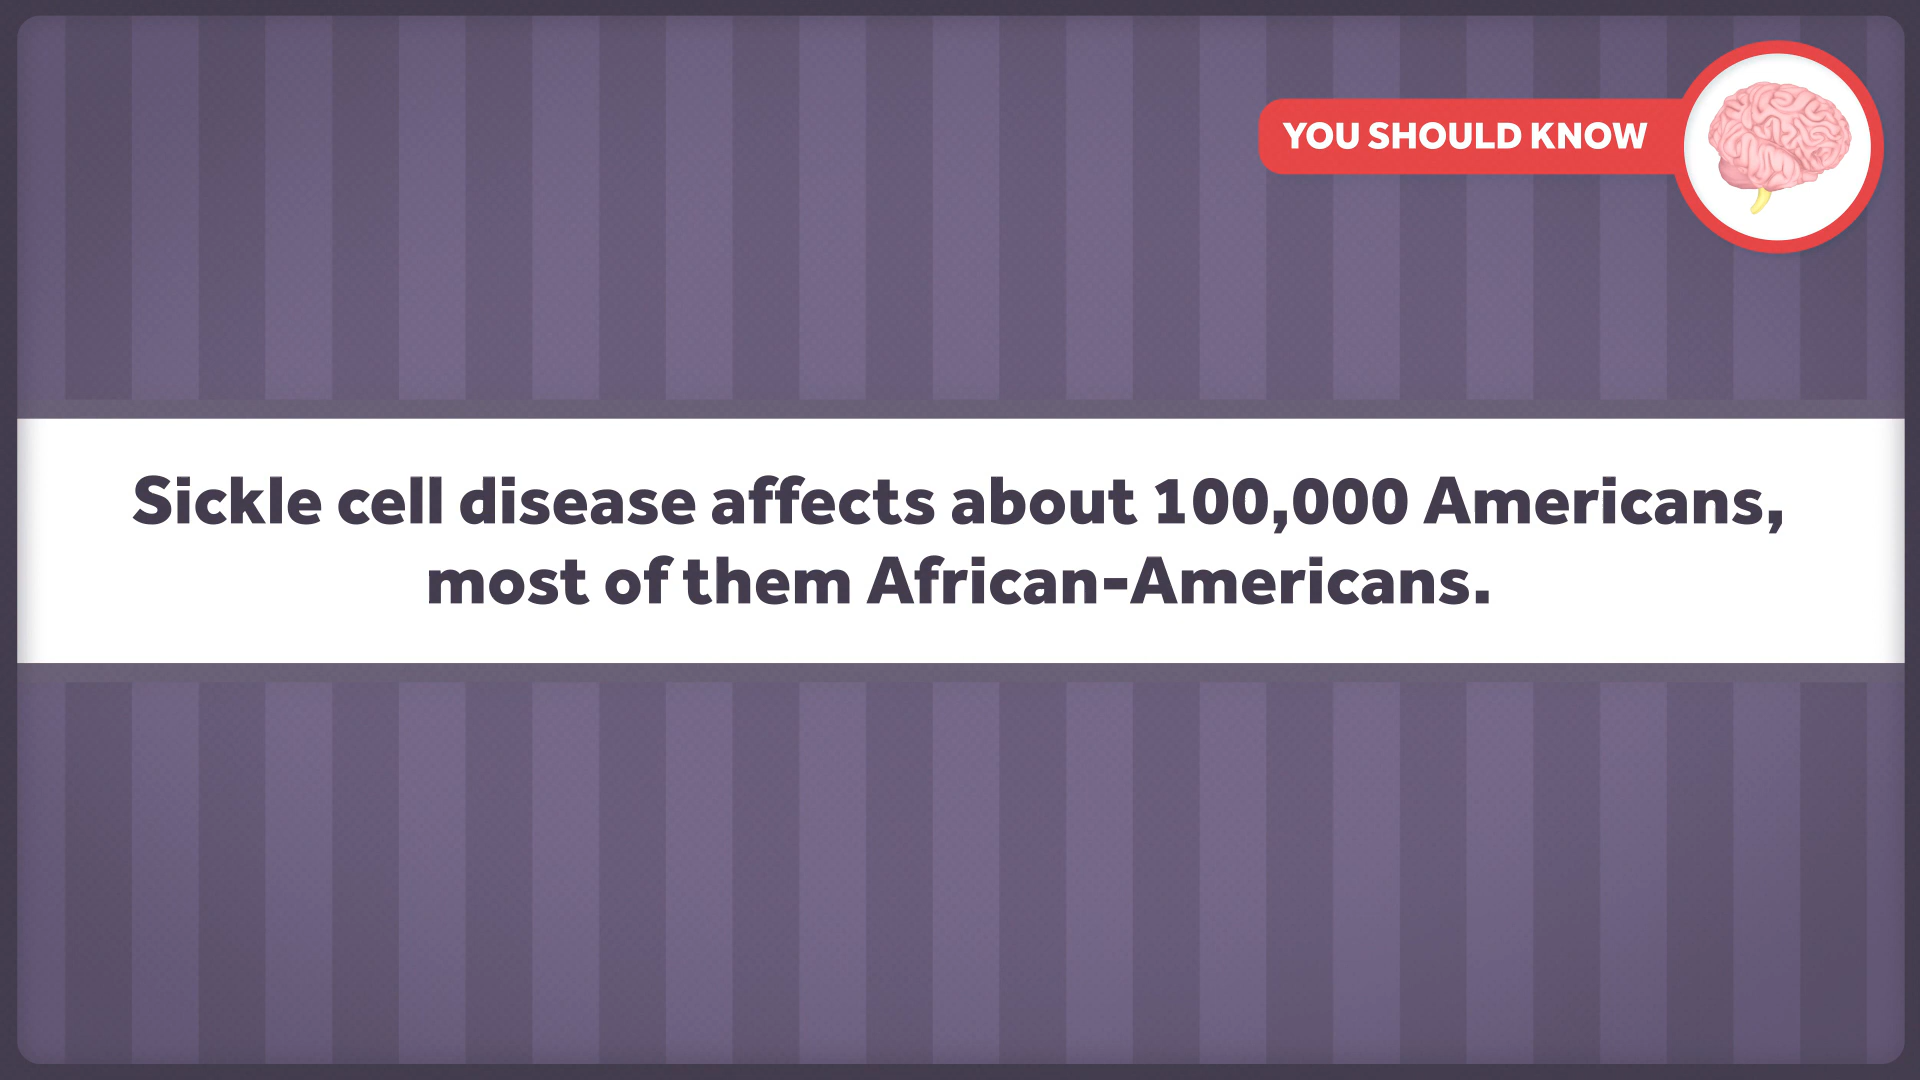 YOU SHOULD KNOW
Sickle cell disease affects about 100,000 Americans,
most of them African-Americans.